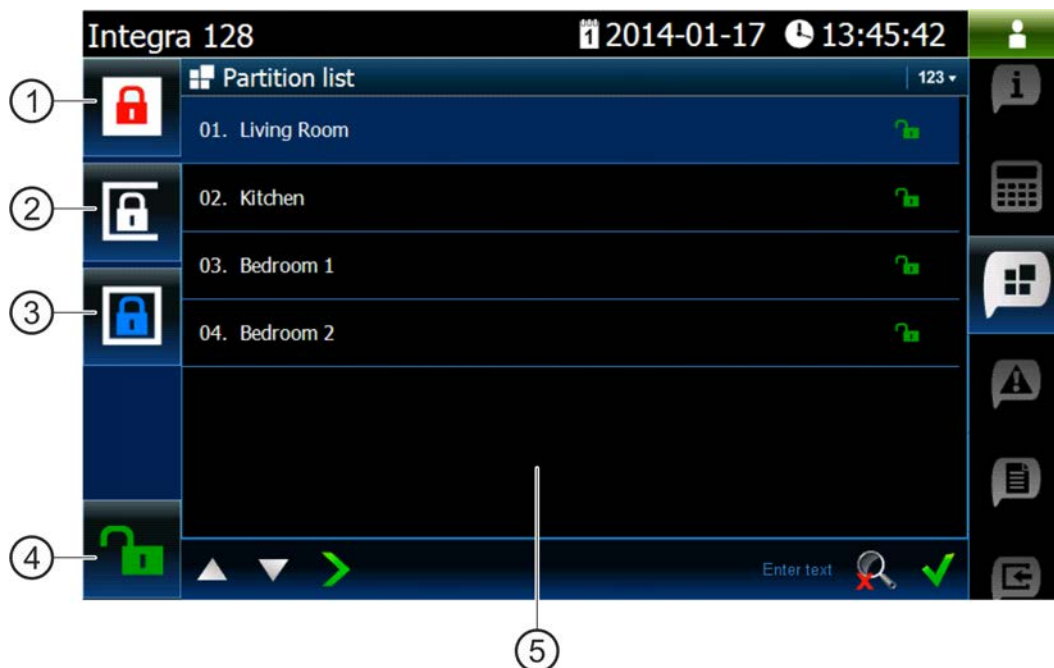 Integra 128 1 2014-01-17 13:45:42
Partition list 123
01. Living Room
02. Kitchen
03. Bedroom 1
04. Bedroom 2
Enter text
1
2
3
4
5